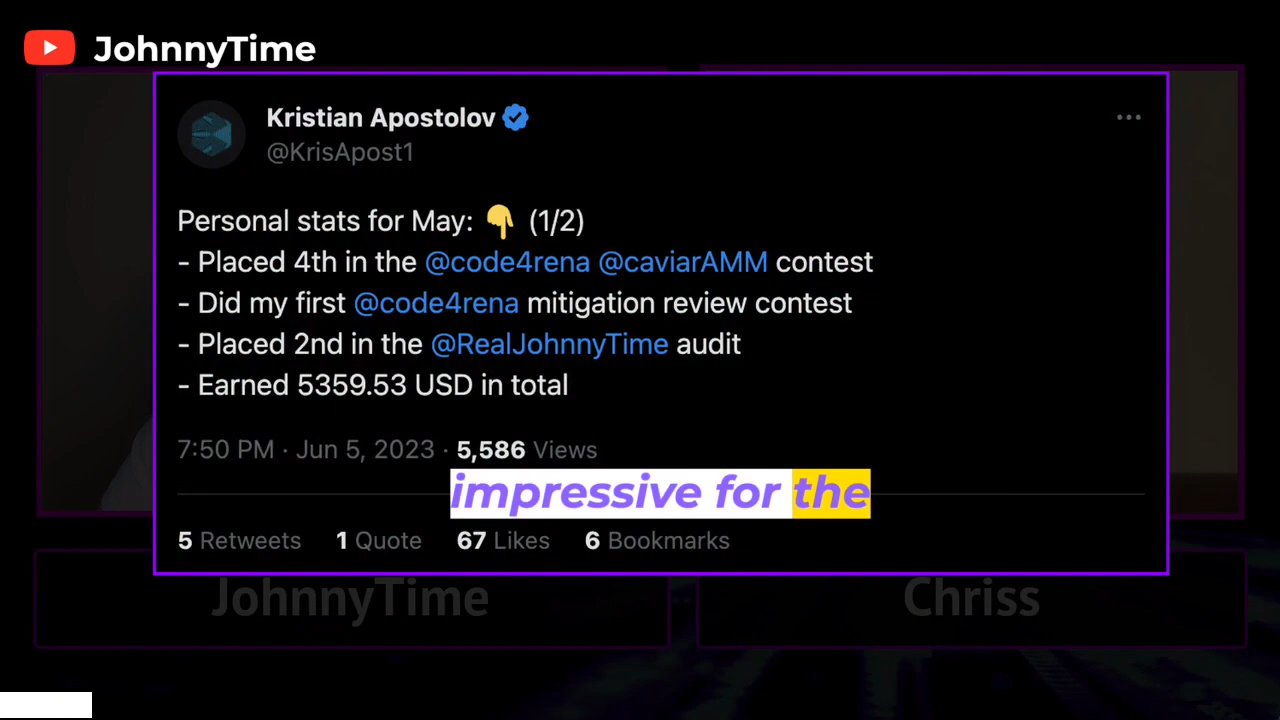 JohnnyTime
Kristian Apostolov
@KrisApost1
Personal stats for May: 👇 (1/2)
- Placed 4th in the @code4rena @caviarAMM contest
- Did my first @code4rena mitigation review contest
- Placed 2nd in the @RealJohnnyTime audit
- Earned 5359.53 USD in total
7:50 PM · Jun 5, 2023 · 5,586 Views
impressive for the
5 Retweets 1 Quote 67 Likes 6 Bookmarks
JohnnyTime Chriss